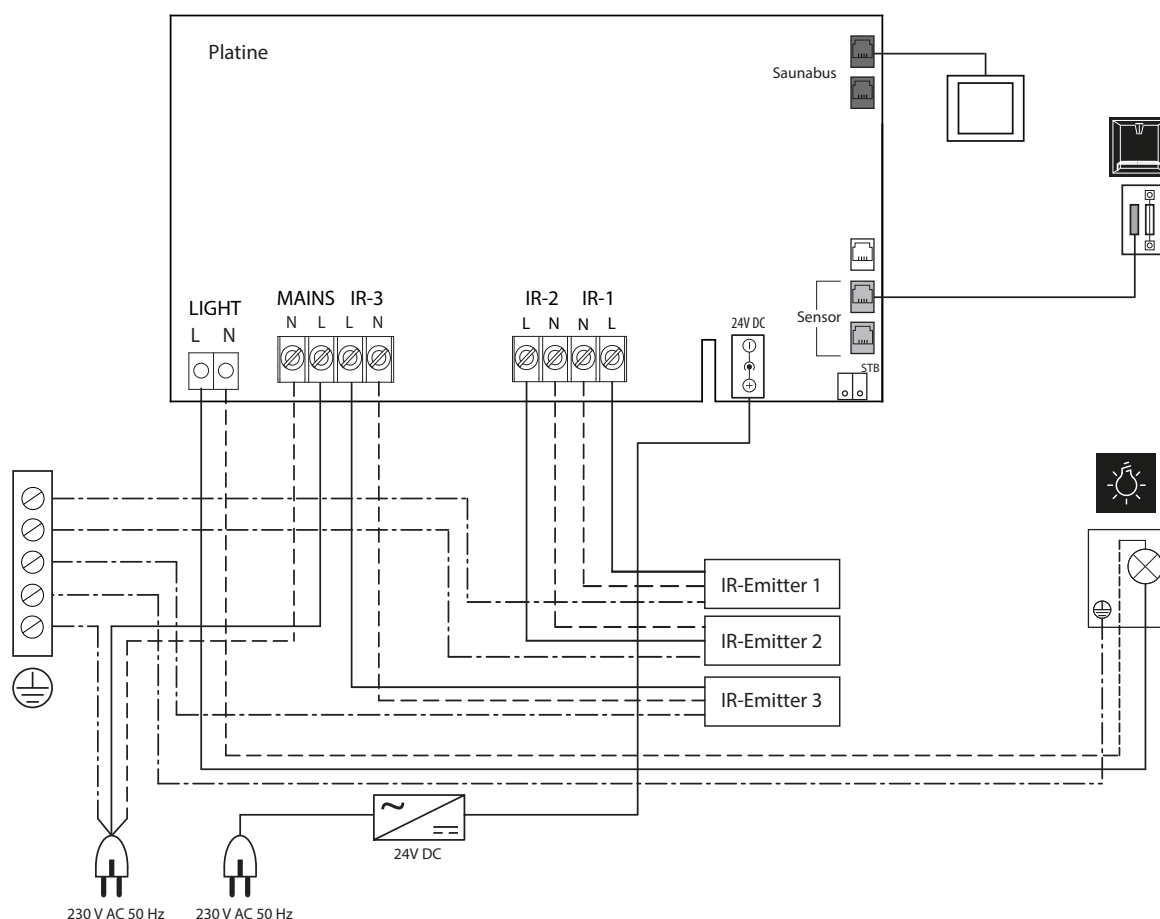 Platine
Saunabus
LIGHT
L N
MAINS IR-3
N L L N
IR-2 IR-1
L N N L
24V DC
Sensor
STB
IR-Emitter 1
IR-Emitter 2
IR-Emitter 3
24V DC
230 V AC 50 Hz 230 V AC 50 Hz